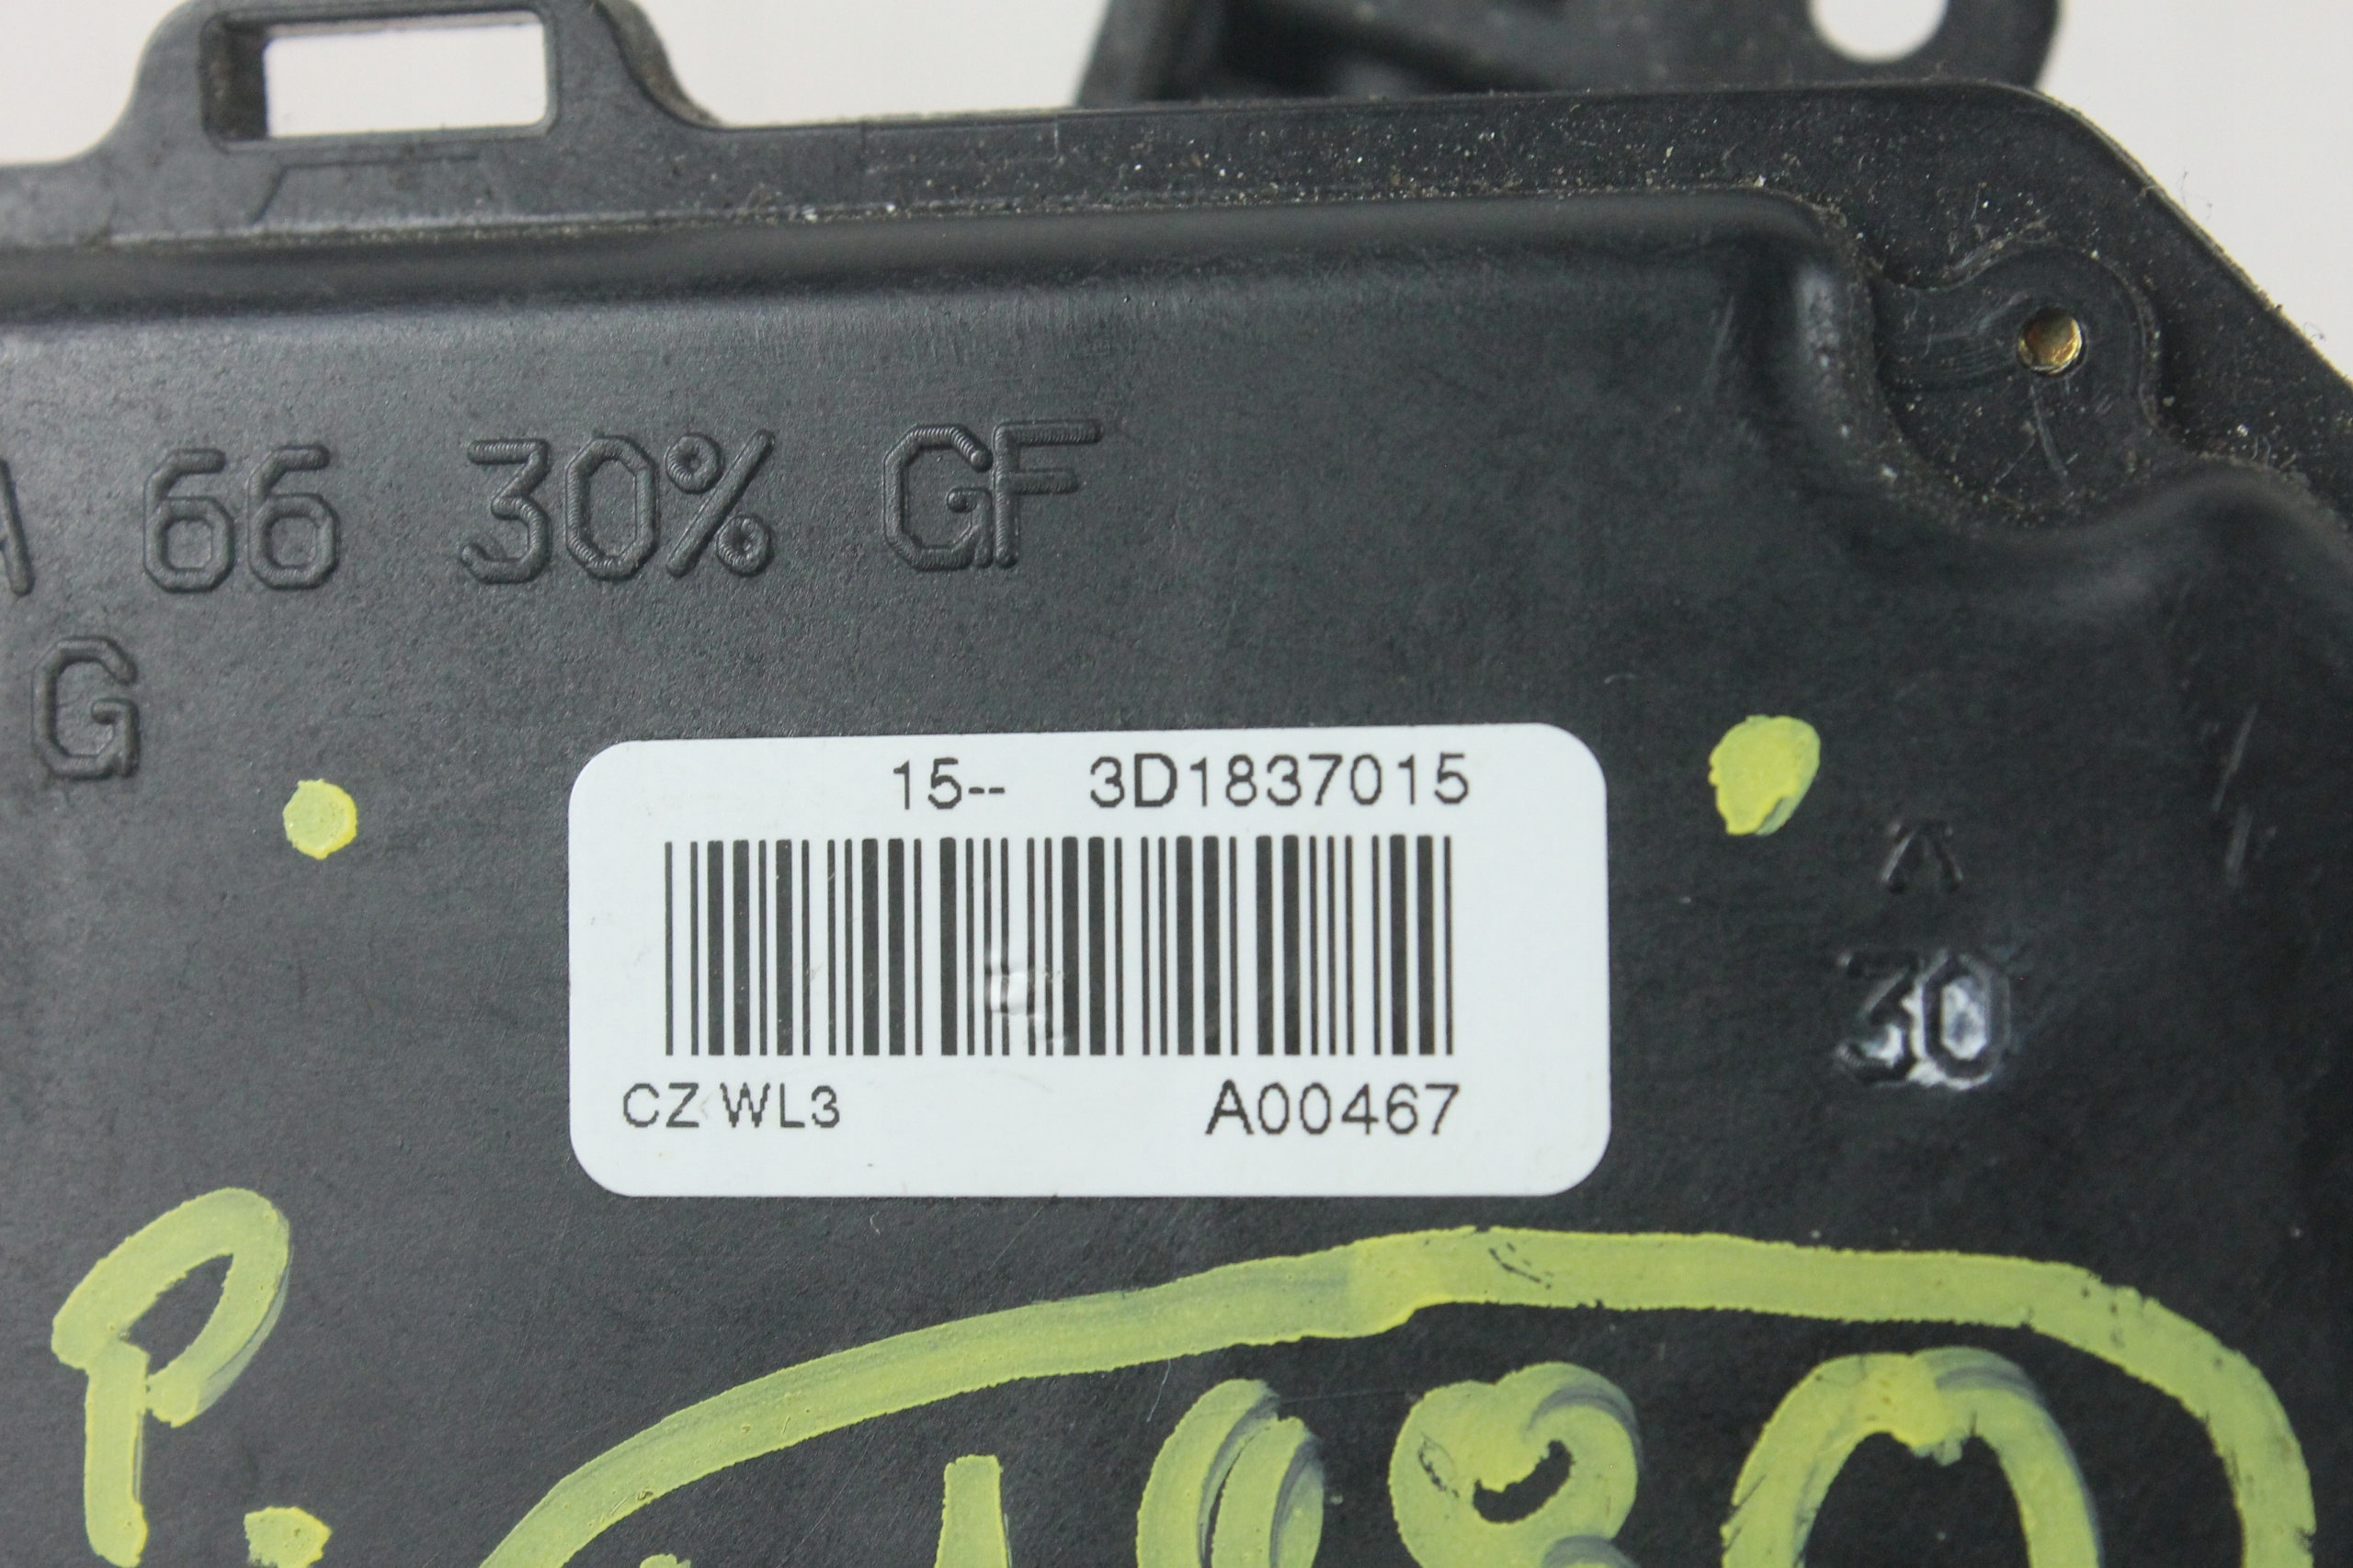 A 66 30% GF
G
15-- 3D1837015
30
CZ WL3 A00467
P.